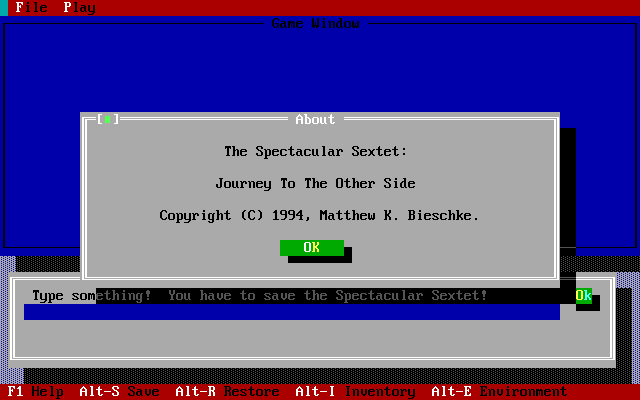 File Play
Game Window
[ ] About
The Spectacular Sextet:
Journey To The Other Side
Copyright (C) 1994, Matthew K. Bieschke.
OK
Type something! You have to save the Spectacular Sextet! Ok
F1 Help Alt-S Save Alt-R Restore Alt-I Inventory Alt-E Environment